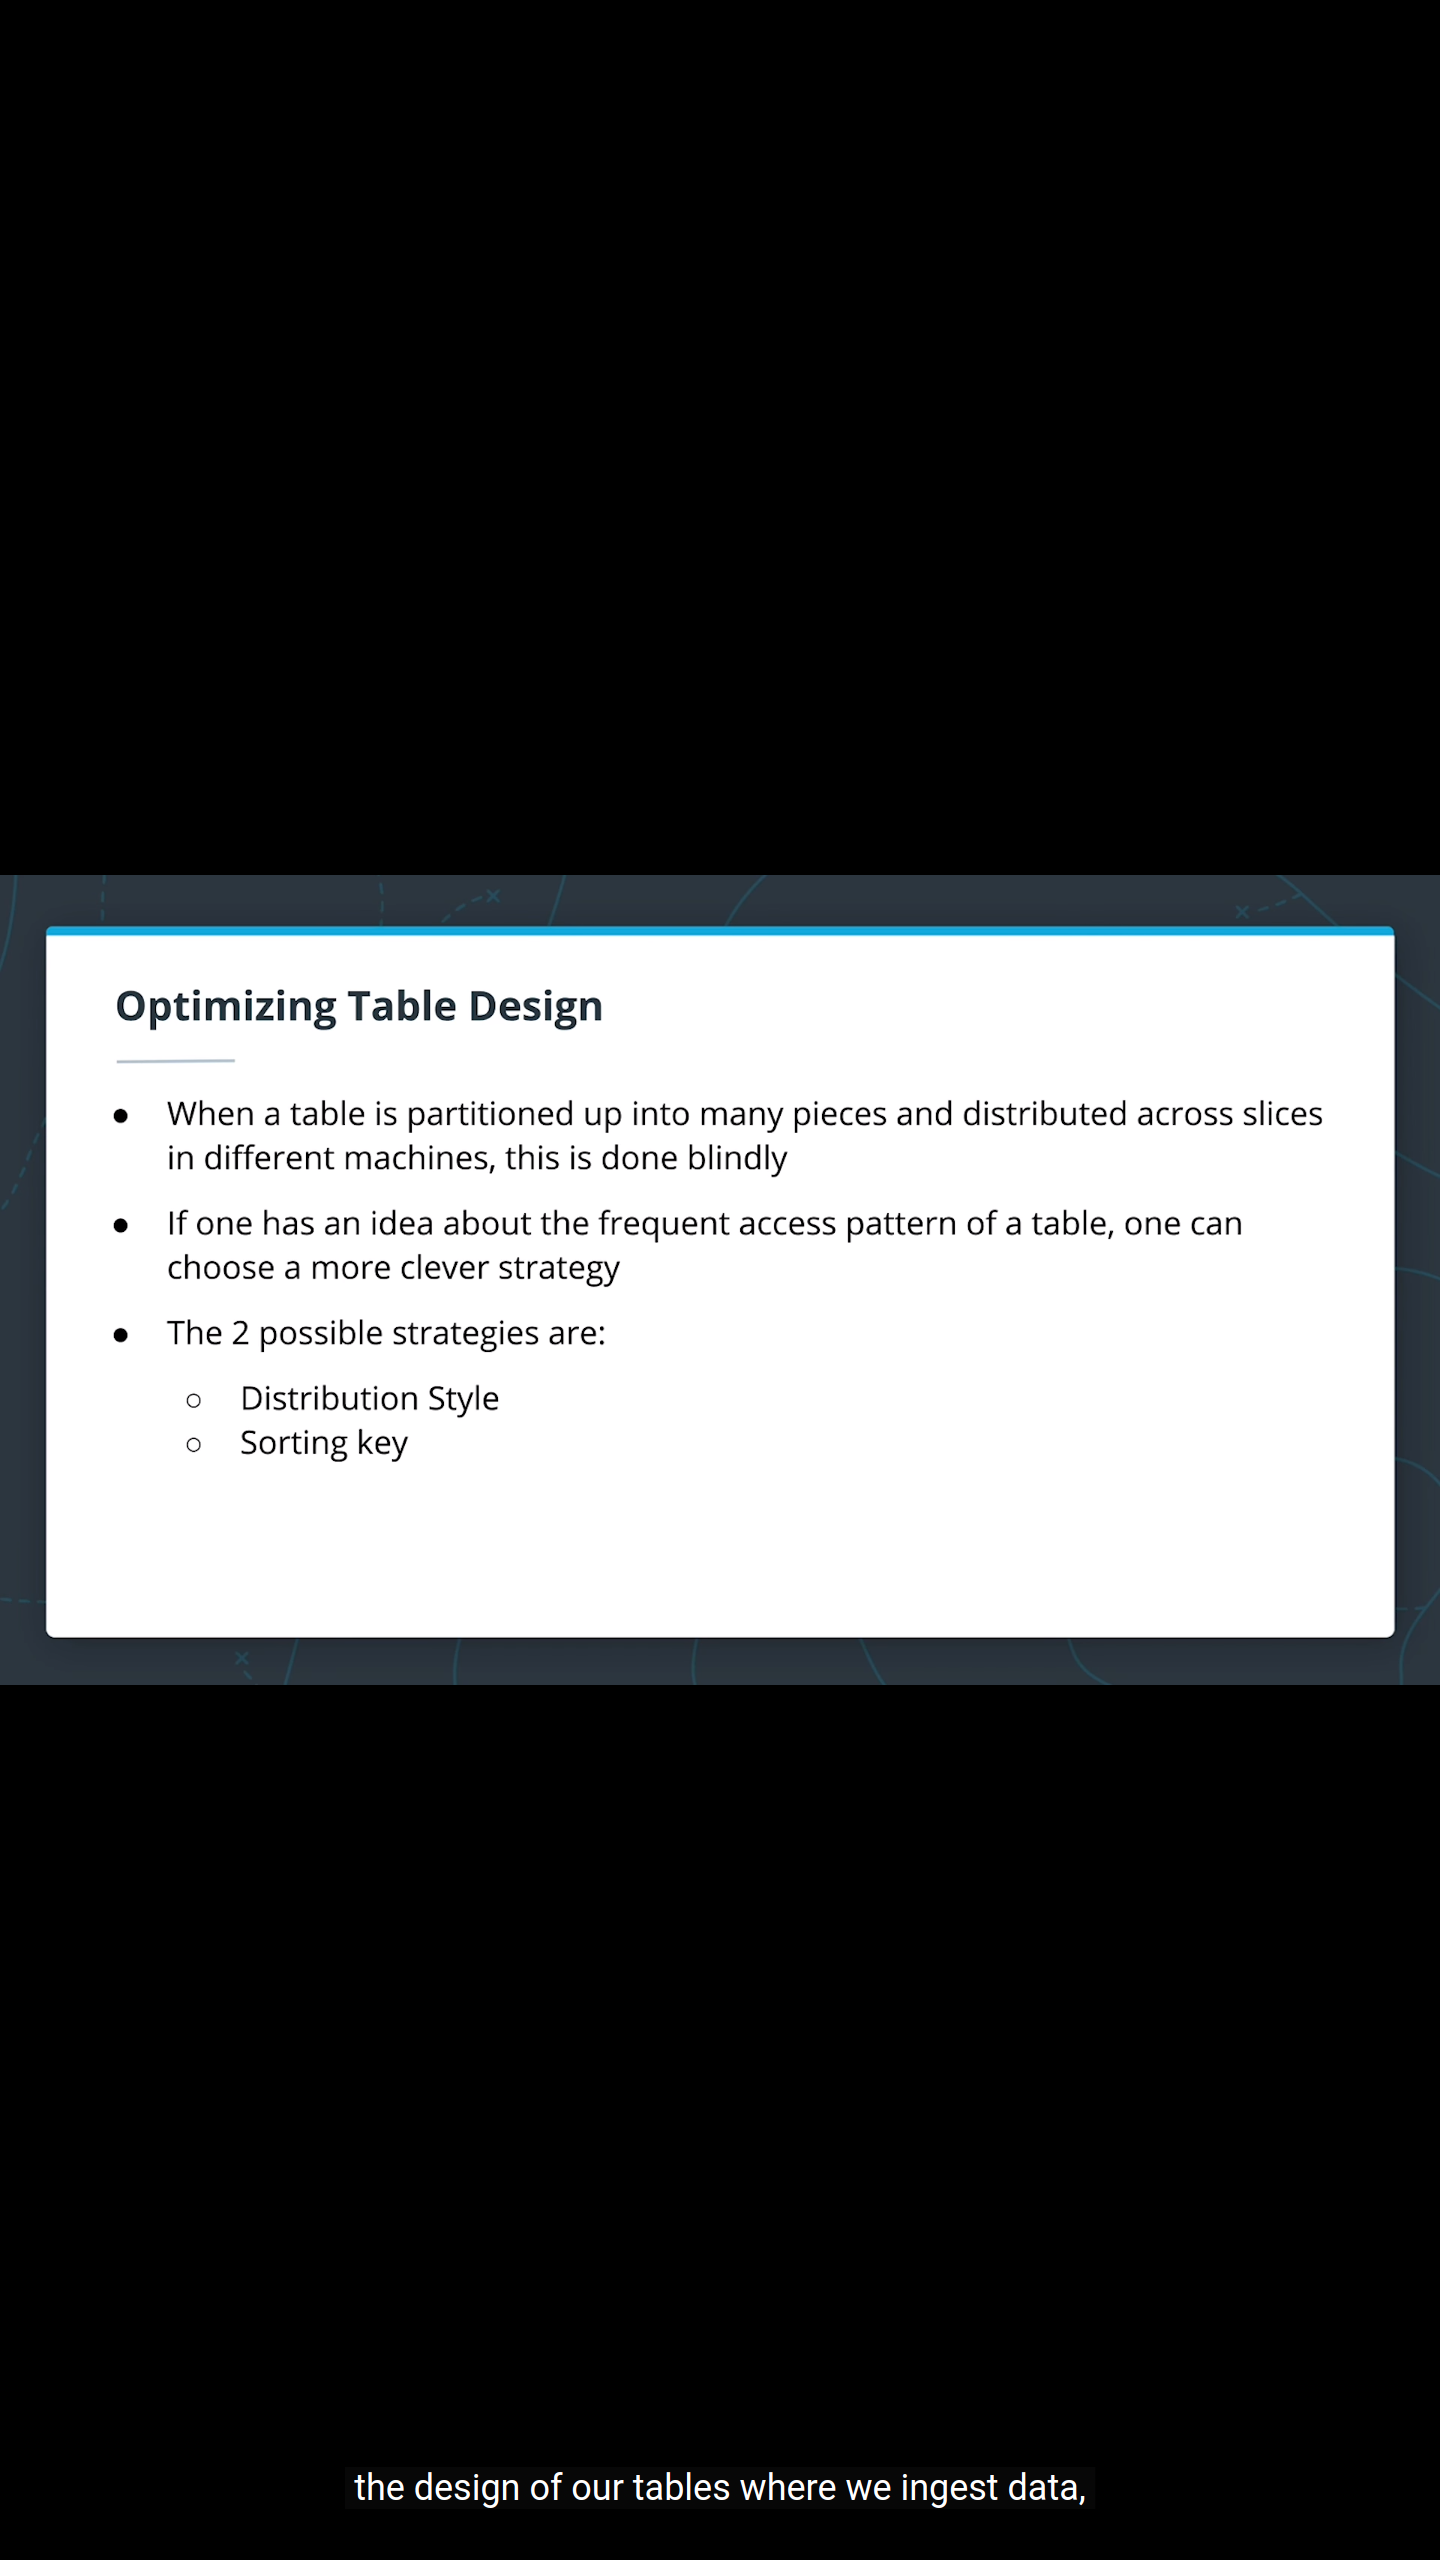 Optimizing Table Design
● When a table is partitioned up into many pieces and distributed across slices
in different machines, this is done blindly
● If one has an idea about the frequent access pattern of a table, one can
choose a more clever strategy
● The 2 possible strategies are:
○ Distribution Style
○ Sorting key
the design of our tables where we ingest data,